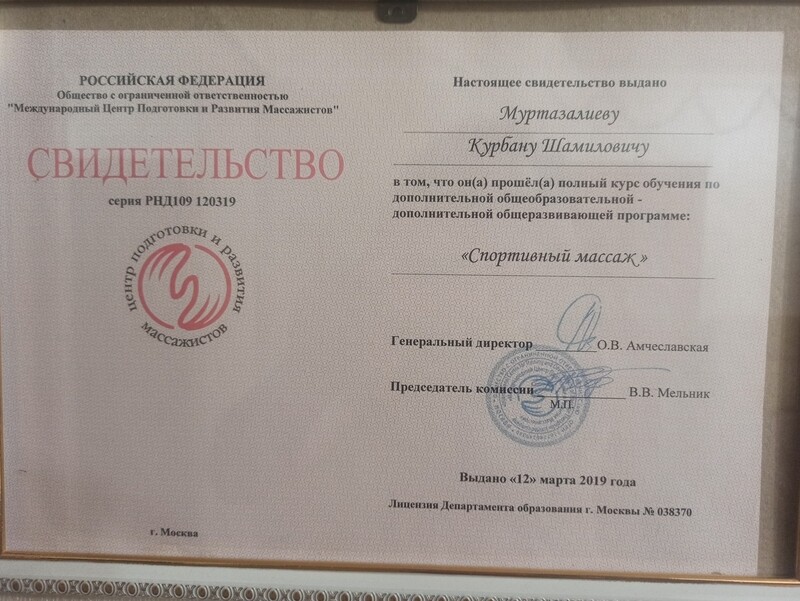 РОССИЙСКАЯ ФЕДЕРАЦИЯ
Общество с ограниченной ответственностью
"Международный Центр Подготовки и Развития Массажистов"
СВИДЕТЕЛЬСТВО
серия РНД109 120319
центр подготовки и развития
массажистов
г. Москва
Настоящее свидетельство выдано
Муртазалиеву
Курбану Шамиловичу
в том, что он(а) прошёл(а) полный курс обучения по
дополнительной общеобразовательной -
дополнительной общеразвивающей программе:
«Спортивный массаж»
Генеральный директор О.В. Амчеславская
Председатель комиссии В.В. Мельник
М.П.
Выдано «12» марта 2019 года
Лицензия Департамента образования г. Москвы № 038370